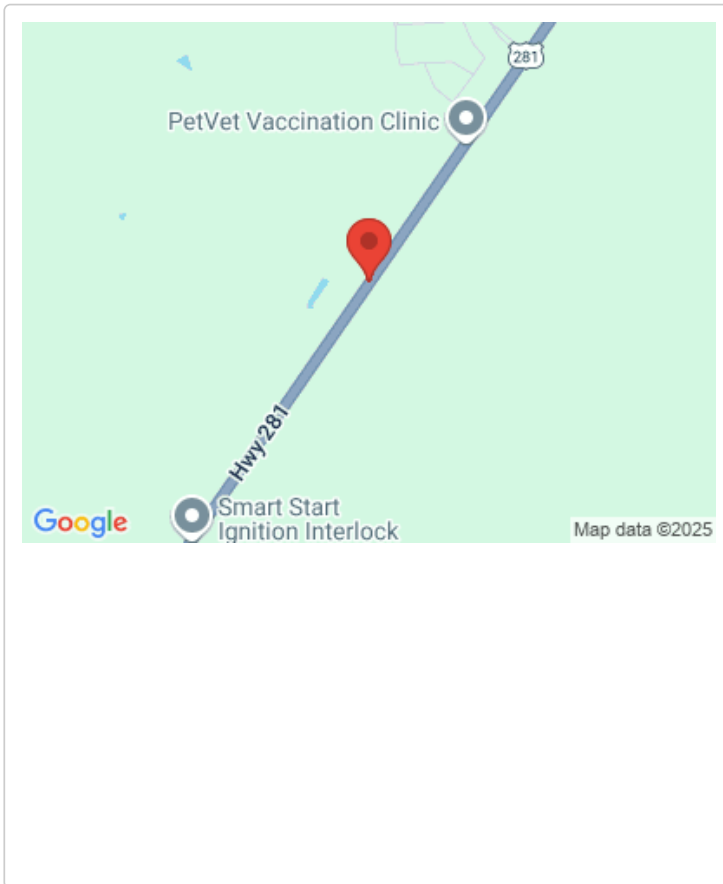 281
PetVet Vaccination Clinic
Hwy 281
Smart Start
Ignition Interlock
Google
Map data ©2025